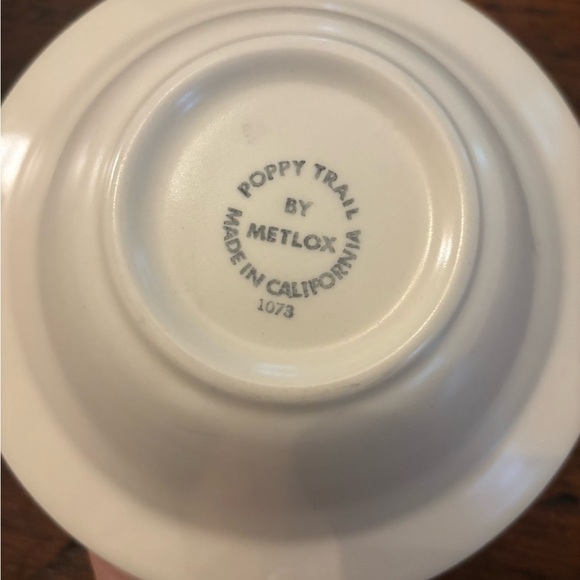 POPPY TRAIL
BY
METLOX
MADE IN CALIFORNIA
1073